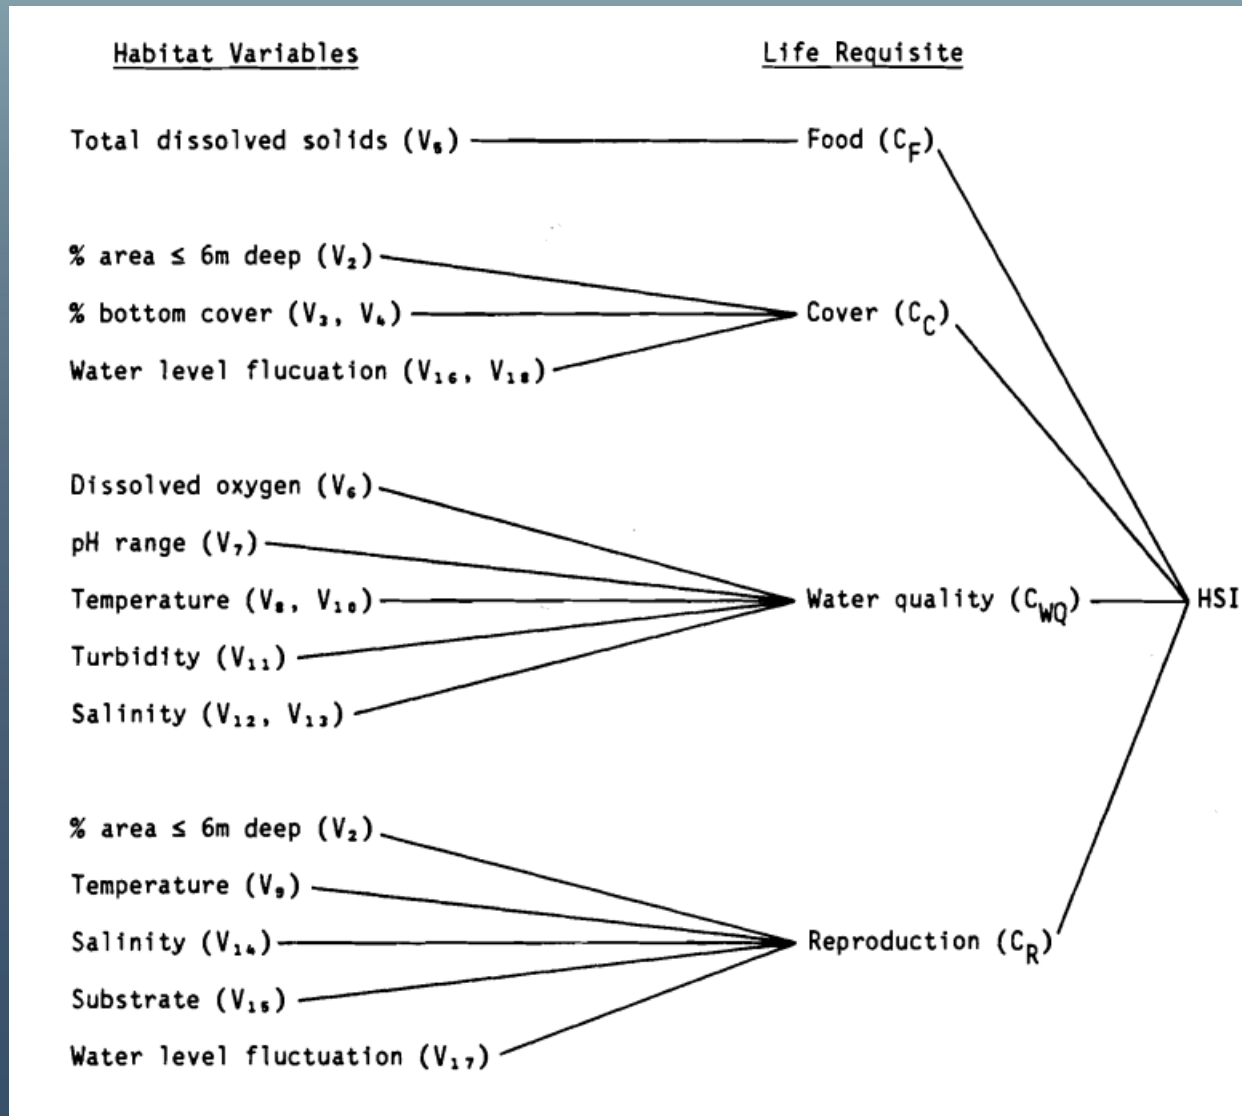 Habitat Variables Life Requisite
Total dissolved solids (V₅) Food (C_F)
% area ≤ 6m deep (V₂)
% bottom cover (V₃, V₄) Cover (C_C)
Water level flucuation (V₁₆, V₁₈)
Dissolved oxygen (V₆)
pH range (V₇)
Temperature (V₈, V₁₀) Water quality (C_WQ) HSI
Turbidity (V₁₁)
Salinity (V₁₂, V₁₃)
% area ≤ 6m deep (V₂)
Temperature (V₉)
Salinity (V₁₄) Reproduction (C_R)
Substrate (V₁₅)
Water level fluctuation (V₁₇)